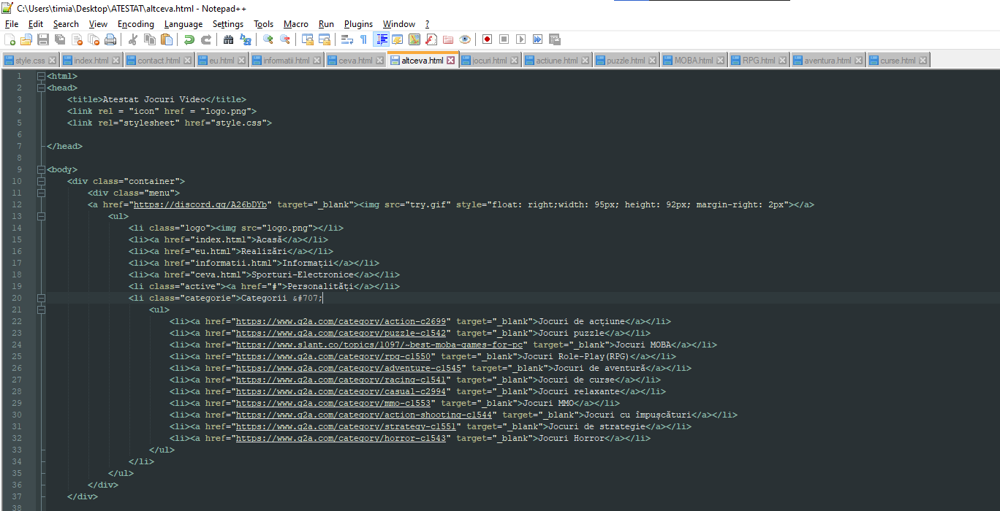 C:\Users\timia\Desktop\ATESTAT\altceva.html - Notepad++
File Edit Search View Encoding Language Settings Tools Macro Run Plugins Window ?
style.css index.html contact.html eu.html informatii.html ceva.html altceva.html jocuri.html actiune.html puzzle.html MOBA.html RPG.html aventura.html curse.html
1 <html>
2 <head>
3 <title>Atestat Jocuri Video</title>
4 <link rel = "icon" href = "logo.png">
5 <link rel="stylesheet" href="style.css">
6
7 </head>
8
9 <body>
10 <div class="container">
11 <div class="menu">
12 <a href="https://discord.gg/A26bDYb" target="_blank"><img src="try.gif" style="float: right;width: 95px; height: 92px; margin-right: 2px"></a>
13 <ul>
14 <li class="logo"><img src="logo.png"></li>
15 <li><a href="index.html">Acasă</a></li>
16 <li><a href="eu.html">Realizări</a></li>
17 <li><a href="informatii.html">Informații</a></li>
18 <li><a href="ceva.html">Sporturi-Electronice</a></li>
19 <li class="active"><a href="#">Personalități</a></li>
20 <li class="categorie">Categorii &#707;
21 <ul>
22 <li><a href="https://www.g2a.com/category/action-c2699" target="_blank">Jocuri de acțiune</a></li>
23 <li><a href="https://www.g2a.com/category/puzzle-c1542" target="_blank">Jocuri puzzle</a></li>
24 <li><a href="https://www.slant.co/topics/1097/~best-moba-games-for-pc" target="_blank">Jocuri MOBA</a></li>
25 <li><a href="https://www.g2a.com/category/rpg-c1550" target="_blank">Jocuri Role-Play(RPG)</a></li>
26 <li><a href="https://www.g2a.com/category/adventure-c1545" target="_blank">Jocuri de aventură</a></li>
27 <li><a href="https://www.g2a.com/category/racing-c1541" target="_blank">Jocuri de curse</a></li>
28 <li><a href="https://www.g2a.com/category/casual-c2994" target="_blank">Jocuri relaxante</a></li>
29 <li><a href="https://www.g2a.com/category/mmo-c1553" target="_blank">Jocuri MMO</a></li>
30 <li><a href="https://www.g2a.com/category/action-shooting-c1544" target="_blank">Jocuri cu împușcături</a></li>
31 <li><a href="https://www.g2a.com/category/strategy-c1551" target="_blank">Jocuri de strategie</a></li>
32 <li><a href="https://www.g2a.com/category/horror-c1543" target="_blank">Jocuri Horror</a></li>
33 </ul>
34 </li>
35 </ul>
36 </div>
37 </div>
38